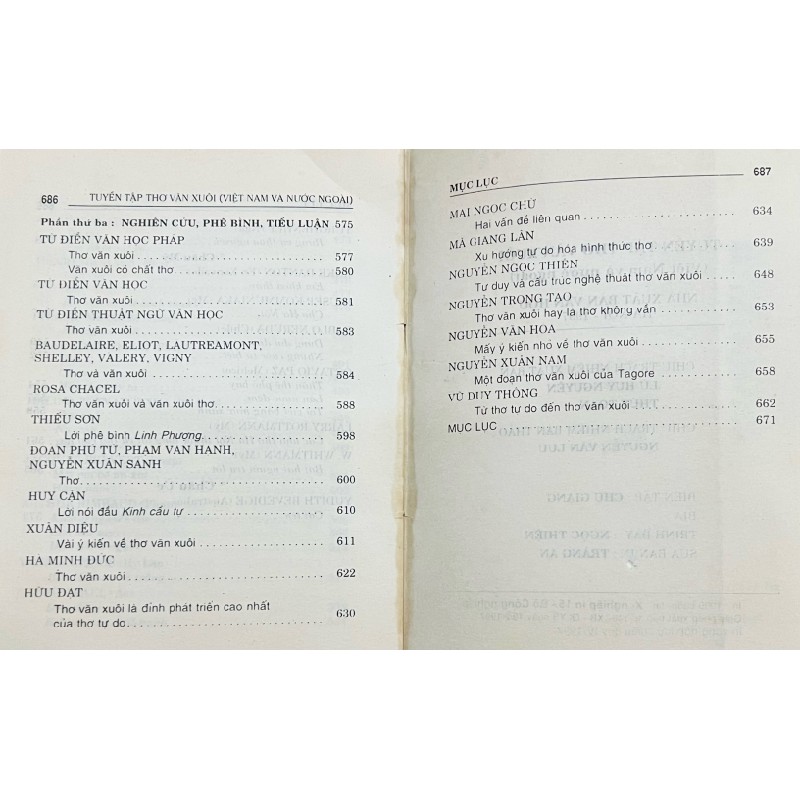 686 TUYỂN TẬP THƠ VĂN XUÔI (VIỆT NAM VÀ NƯỚC NGOÀI)
Phần thứ ba : NGHIÊN CỨU, PHÊ BÌNH, TIỂU LUẬN 575
TỪ ĐIỂN VĂN HỌC PHÁP
Thơ văn xuôi ........................ 577
Văn xuôi có chất thơ ........................ 580
TỪ ĐIỂN VĂN HỌC
Thơ văn xuôi ........................ 581
TỪ ĐIỂN THUẬT NGỮ VĂN HỌC
Thơ văn xuôi ........................ 583
BAUDELAIRE, ELIOT, LAUTREAMONT,
SHELLEY, VALERY, VIGNY
Thơ và văn xuôi ........................ 584
ROSA CHACEL
Thơ văn xuôi và văn xuôi thơ ............ 588
THIẾU SƠN
Lời phê bình Linh Phượng ............ 598
ĐOÀN PHÚ TỨ, PHẠM VĂN HẠNH,
NGUYỄN XUÂN SANH
Thơ ........................ 600
HUY CẬN
Lời nói đầu Kinh cầu tự ............ 610
XUÂN DIỆU
Vài ý kiến về thơ văn xuôi ............ 611
HÀ MINH ĐỨC
Thơ văn xuôi ........................ 622
HỮU ĐẠT
Thơ văn xuôi là đỉnh phát triển cao nhất
của thơ tự do ........................ 630
MỤC LỤC 687
MAI NGỌC CHỪ
Hai vấn đề liên quan ............ 634
MÃ GIANG LÂN
Xu hướng tự do hóa hình thức thơ ............ 639
NGUYỄN NGỌC THIỆN
Tư duy và cấu trúc nghệ thuật thơ văn xuôi ...... 648
NGUYỄN TRỌNG TẠO
Thơ văn xuôi hay là thơ không vần ............ 653
NGUYỄN VĂN HOA
Mấy ý kiến nhỏ về thơ văn xuôi ............ 655
NGUYỄN XUÂN NAM
Một đoạn thơ văn xuôi của Tagore ............ 658
VŨ DUY THÔNG
Từ thơ tự do đến thơ văn xuôi ............ 662
MỤC LỤC ........................ 671